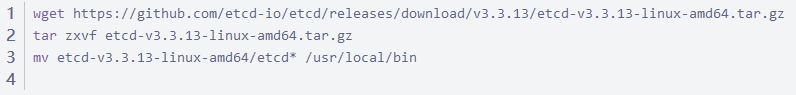 1 wget https://github.com/etcd-io/etcd/releases/download/v3.3.13/etcd-v3.3.13-linux-amd64.tar.gz
2 tar zxvf etcd-v3.3.13-linux-amd64.tar.gz
3 mv etcd-v3.3.13-linux-amd64/etcd* /usr/local/bin
4